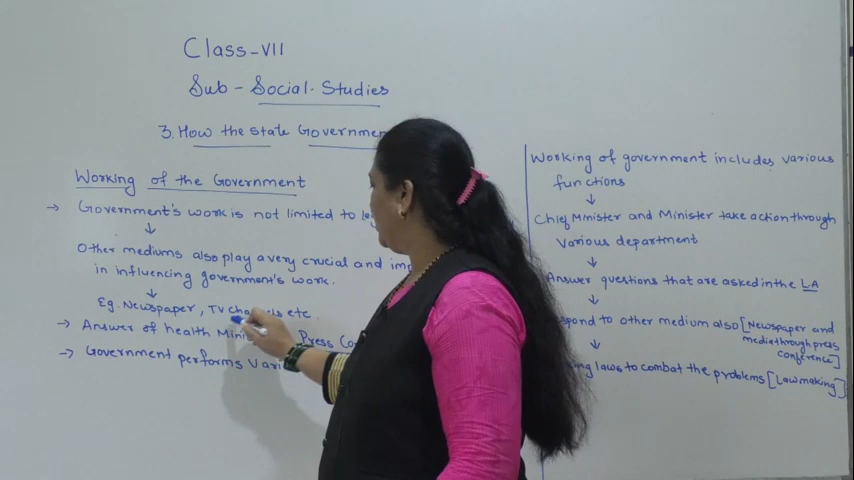 Class-VII
Sub - Social. Studies
3. How the state Governmen
Working of the Government
→ Government's work is not limited to
↓
Other mediums also play a very crucial and im
in influencing government's work.
↓
Eg. Newspaper, TV channels etc.
→ Answer of health Mini Press Co
→ Government performs Vari
Working of government includes various
functions
↓
Chief Minister and Minister take action through
Various department
↓
Answer questions that are asked in the L.A
↓
pond to other medium also [Newspaper and
media through press
conference]
↓
ing laws to combat the problems [Lawmaking]